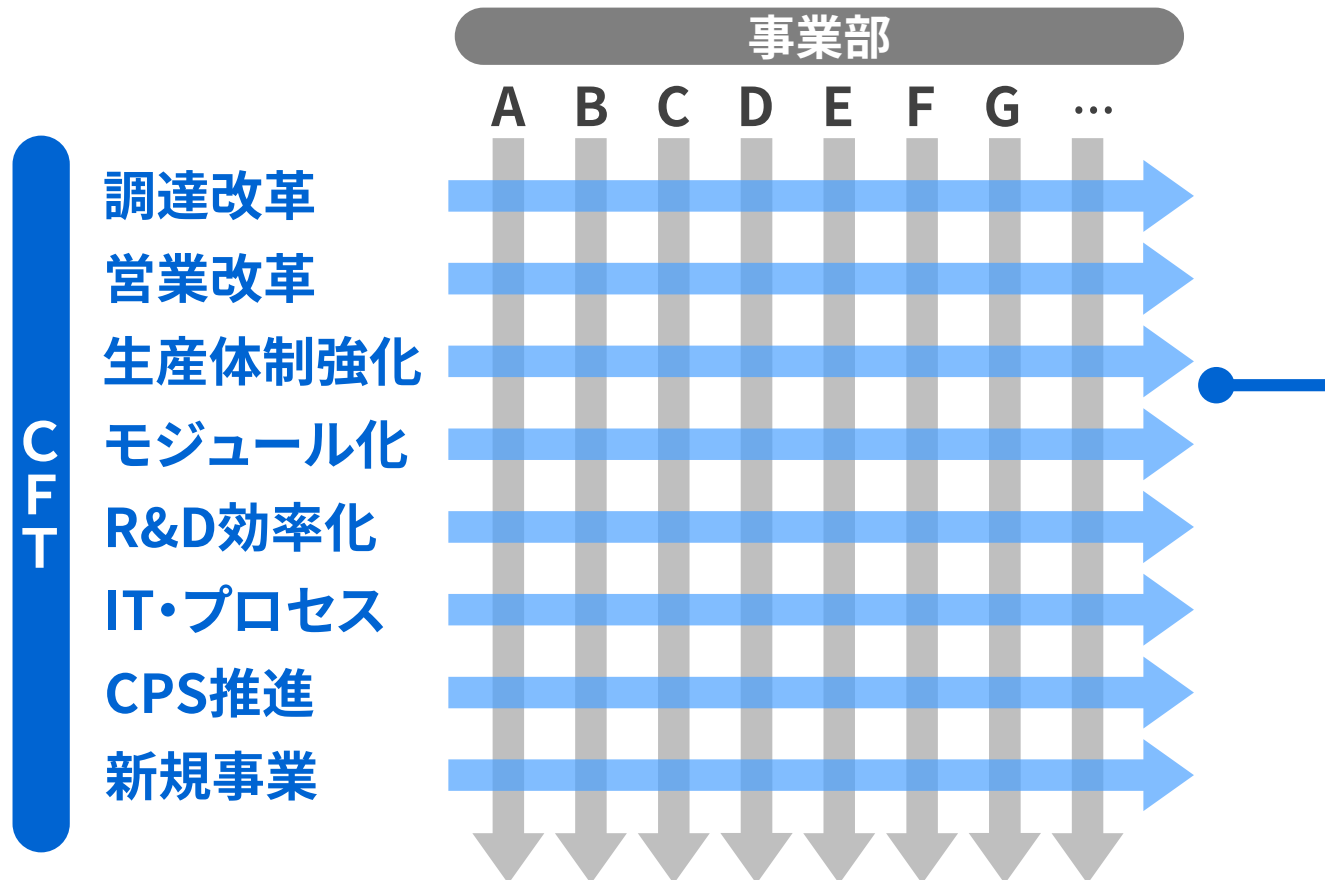 事業部
A B C D E F G …
CFT
調達改革
営業改革
生産体制強化
モジュール化
R&D効率化
IT・プロセス
CPS推進
新規事業